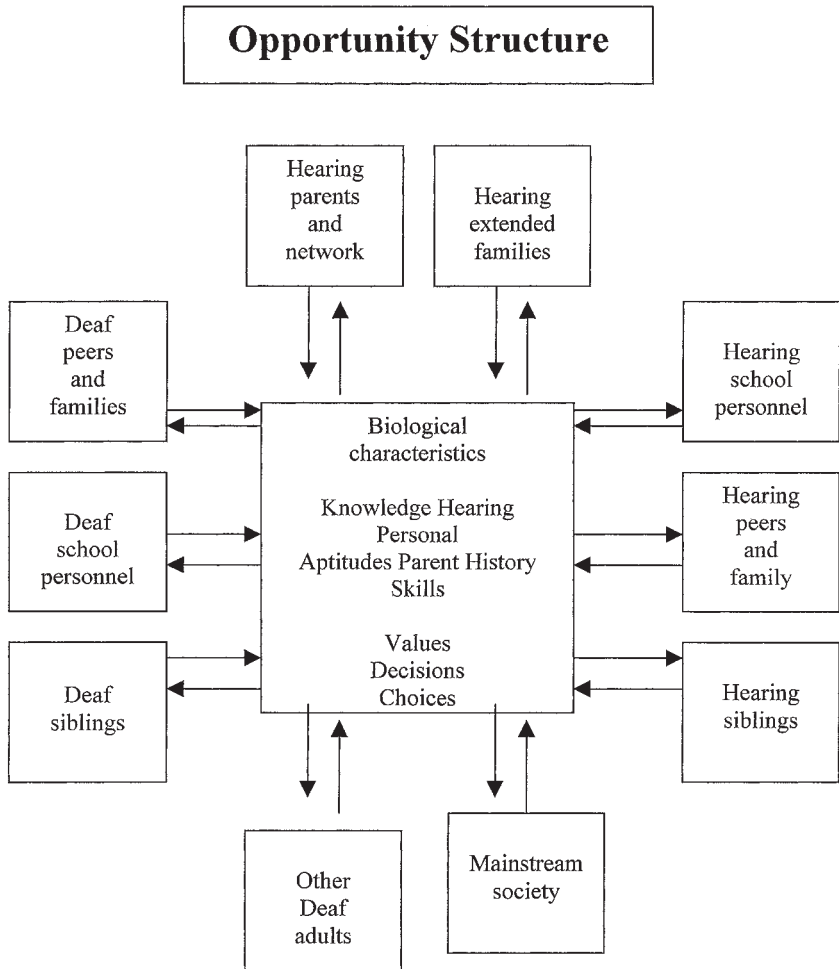 Opportunity Structure
Hearing
parents
and
network
Hearing
extended
families
Deaf
peers
and
families
Hearing
school
personnel
Biological
characteristics
Knowledge Hearing
Personal
Aptitudes Parent History
Skills
Values
Decisions
Choices
Deaf
school
personnel
Hearing
peers
and
family
Deaf
siblings
Hearing
siblings
Other
Deaf
adults
Mainstream
society